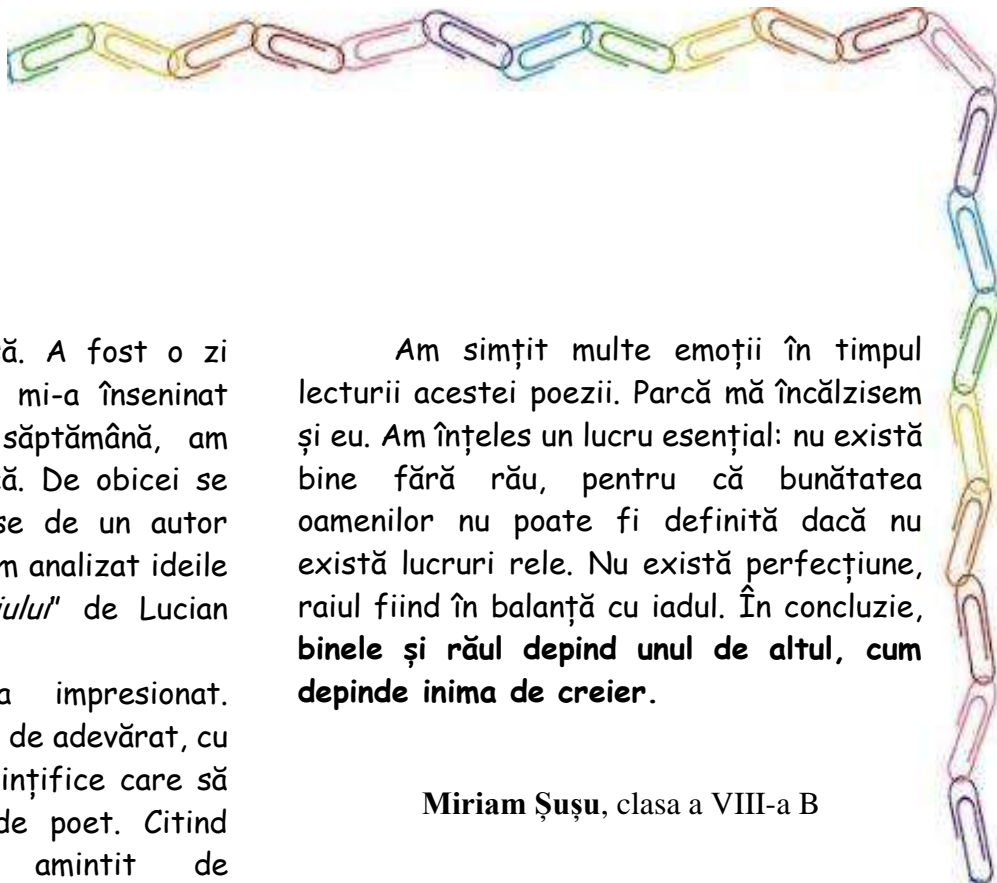 A fost o zi
mi-a înseninat
săptămână, am
De obicei se
se de un autor
m analizat ideile
de Lucian
a impresionat.
de adevărat, cu
care să
de poet. Citind
amintit de
Am simțit multe emoții în timpul
lecturii acestei poezii. Parcă mă încălzisem
și eu. Am înțeles un lucru esențial: nu există
bine fără rău, pentru că bunătatea
oamenilor nu poate fi definită dacă nu
există lucruri rele. Nu există perfecțiune,
raiul fiind în balanță cu iadul. În concluzie,
binele și răul depind unul de altul, cum
depinde inima de creier.
Miriam Șușu, clasa a VIII-a B